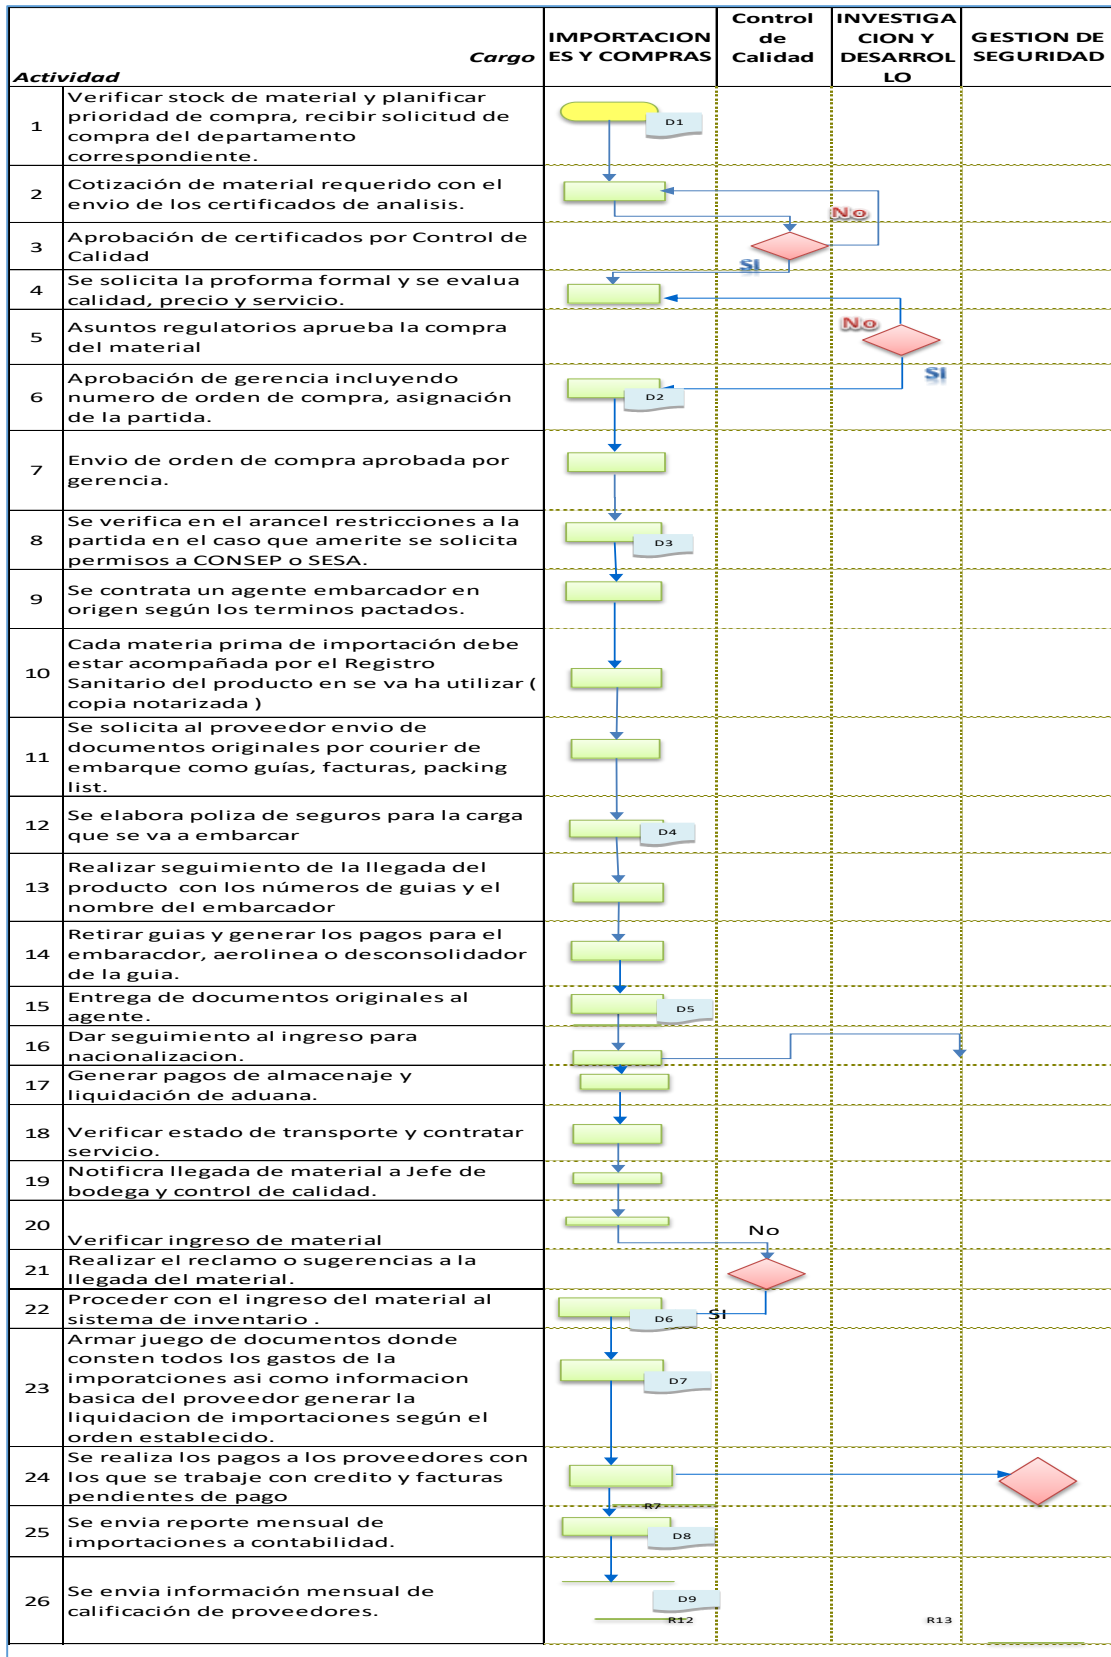 Cargo
Actividad
IMPORTACION
ES Y COMPRAS
Control
de
Calidad
INVESTIGA
CION Y
DESARROL
LO
GESTION DE
SEGURIDAD
1
Verificar stock de material y planificar
prioridad de compra, recibir solicitud de
compra del departamento
correspondiente.
D1
2
Cotización de material requerido con el
envio de los certificados de analisis.
No
3
Aprobación de certificados por Control de
Calidad
SI
4
Se solicita la proforma formal y se evalua
calidad, precio y servicio.
5
Asuntos regulatorios aprueba la compra
del material
No
SI
6
Aprobación de gerencia incluyendo
numero de orden de compra, asignación
de la partida.
D2
7
Envio de orden de compra aprobada por
gerencia.
8
Se verifica en el arancel restricciones a la
partida en el caso que amerite se solicita
permisos a CONSEP o SESA.
D3
9
Se contrata un agente embarcador en
origen según los terminos pactados.
10
Cada materia prima de importación debe
estar acompañada por el Registro
Sanitario del producto en se va ha utilizar (
copia notarizada )
11
Se solicita al proveedor envio de
documentos originales por courier de
embarque como guías, facturas, packing
list.
12
Se elabora poliza de seguros para la carga
que se va a embarcar
D4
13
Realizar seguimiento de la llegada del
producto con los números de guias y el
nombre del embarcador
14
Retirar guias y generar los pagos para el
embaracdor, aerolinea o desconsolidador
de la guia.
15
Entrega de documentos originales al
agente.
D5
16
Dar seguimiento al ingreso para
nacionalizacion.
17
Generar pagos de almacenaje y
liquidación de aduana.
18
Verificar estado de transporte y contratar
servicio.
19
Notificra llegada de material a Jefe de
bodega y control de calidad.
20
Verificar ingreso de material
No
21
Realizar el reclamo o sugerencias a la
llegada del material.
22
Proceder con el ingreso del material al
sistema de inventario .
D6
SI
23
Armar juego de documentos donde
consten todos los gastos de la
imporatciones asi como informacion
basica del proveedor generar la
liquidacion de importaciones según el
orden establecido.
D7
24
Se realiza los pagos a los proveedores con
los que se trabaje con credito y facturas
pendientes de pago
R7
25
Se envia reporte mensual de
importaciones a contabilidad.
D8
26
Se envia información mensual de
calificación de proveedores.
D9
R12
R13